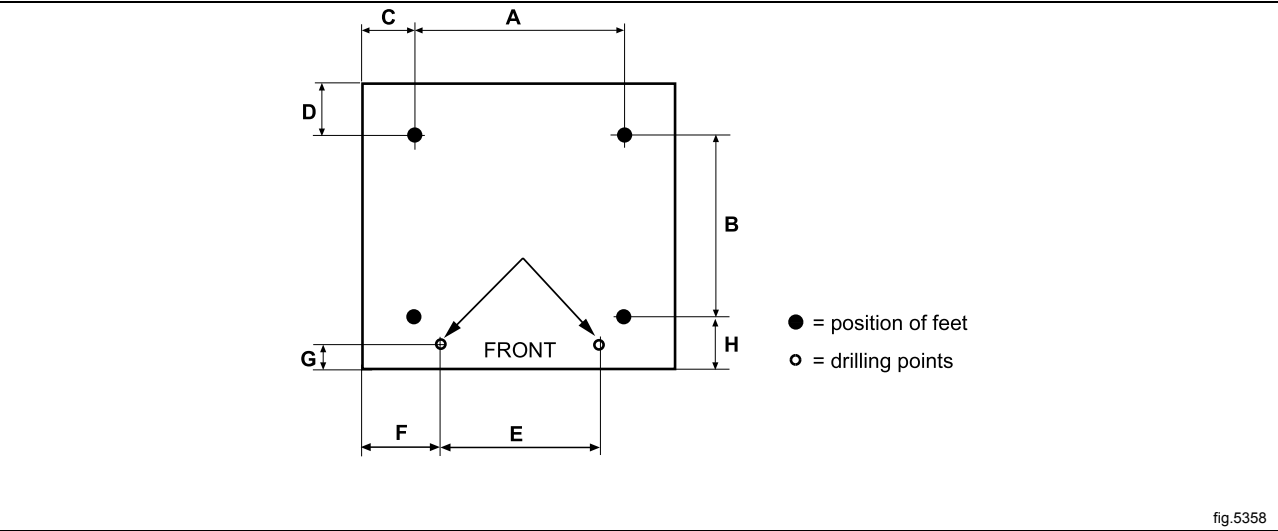 C
A
D
B
= position of feet
H
FRONT
G
= drilling points
F
E
fig.5358